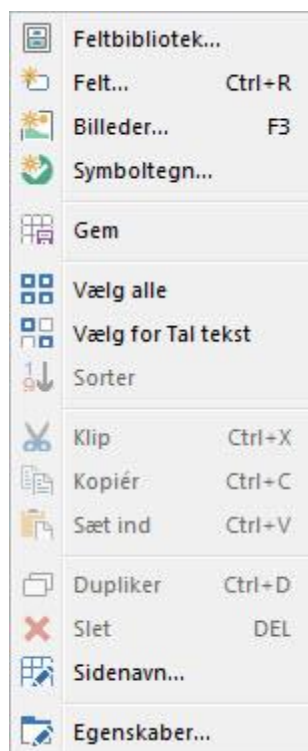 Feltbibliotek...
Felt... Ctrl+R
Billeder... F3
Symboltegn...
Gem
Vælg alle
Vælg for Tal tekst
Sorter
Klip Ctrl+X
Kopiér Ctrl+C
Sæt ind Ctrl+V
Dupliker Ctrl+D
Slet DEL
Sidenavn...
Egenskaber...